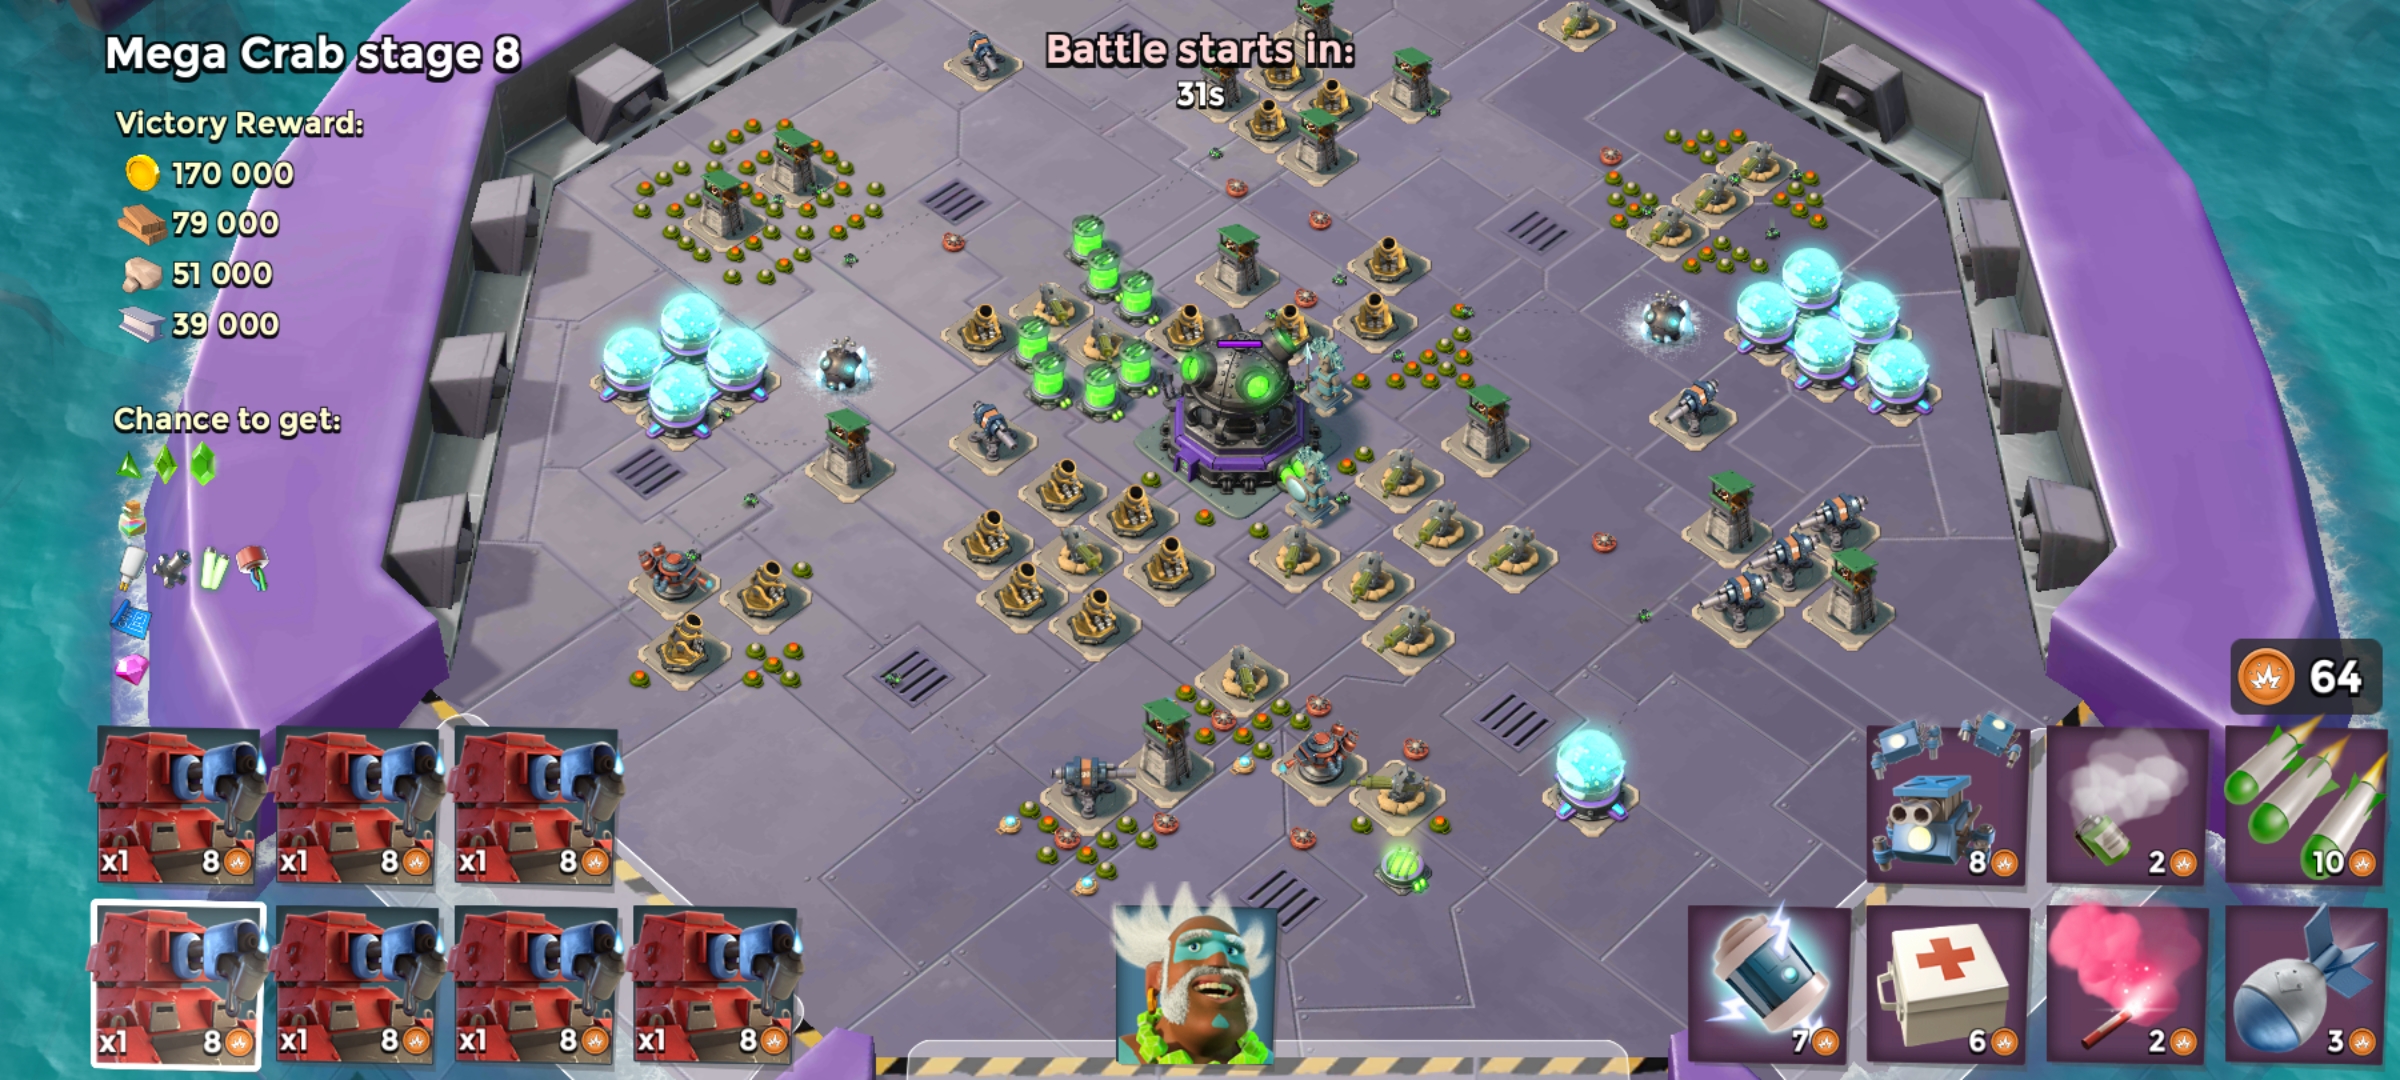 Mega Crab stage 8
Battle starts in:
31s
Victory Reward:
170 000
79 000
51 000
39 000
Chance to get:
64
x1 8
x1 8
x1 8
8
2
10
x1 8
x1 8
x1 8
x1 8
7
6
2
3